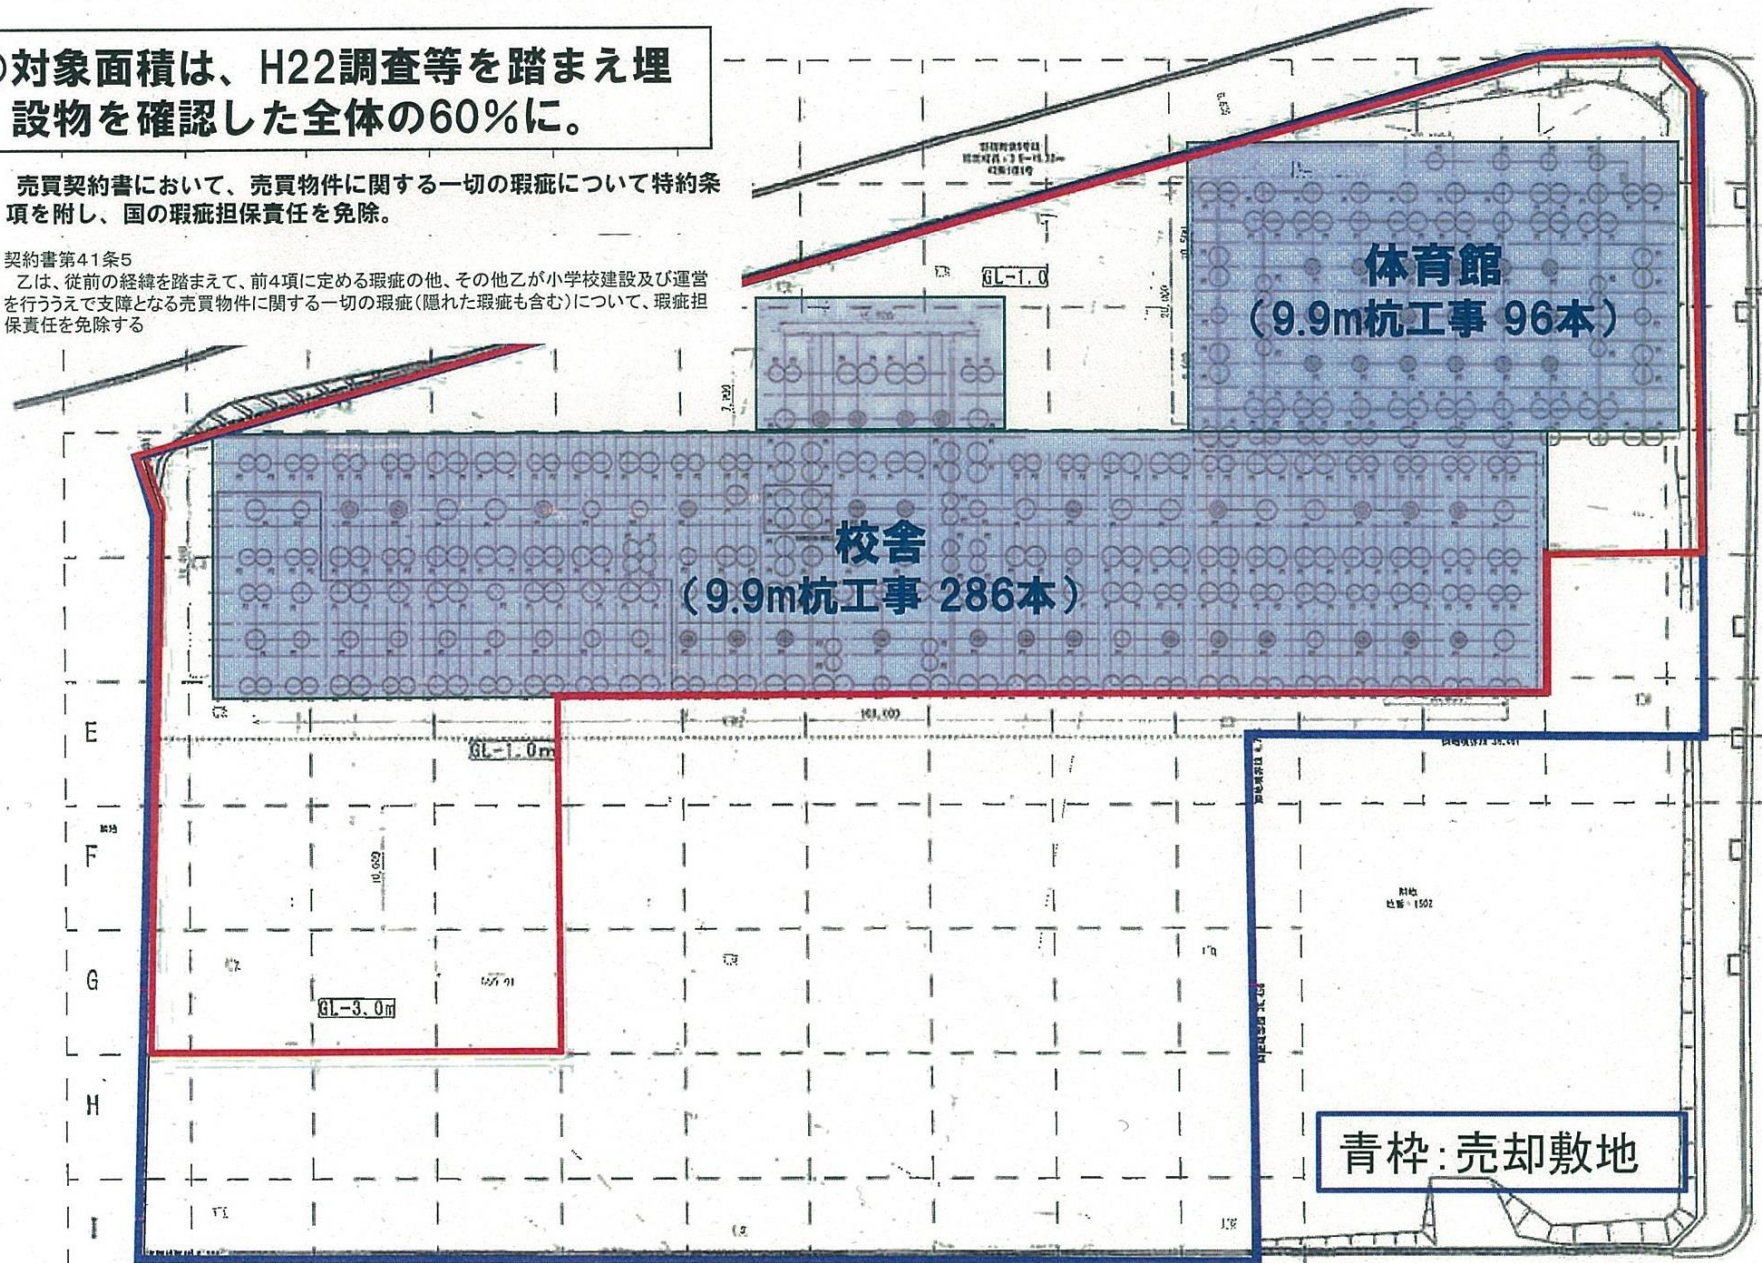 対象面積は、H22調査等を踏まえ埋
設物を確認した全体の60%に。
売買契約書において、売買物件に関する一切の瑕疵について特約条
項を附し、国の瑕疵担保責任を免除。
契約書第41条5
乙は、従前の経緯を踏まえて、前4項に定める瑕疵の他、その他乙が小学校建設及び運営
を行ううえで支障となる売買物件に関する一切の瑕疵(隠れた瑕疵も含む)について、瑕疵担
保責任を免除する
GL-1.0
体育館
(9.9m杭工事 96本)
校舎
(9.9m杭工事 286本)
E
GL-1.0m
F
10,000
隣地
地番:1502
G
GL-3.0m
H
青枠:売却敷地
I